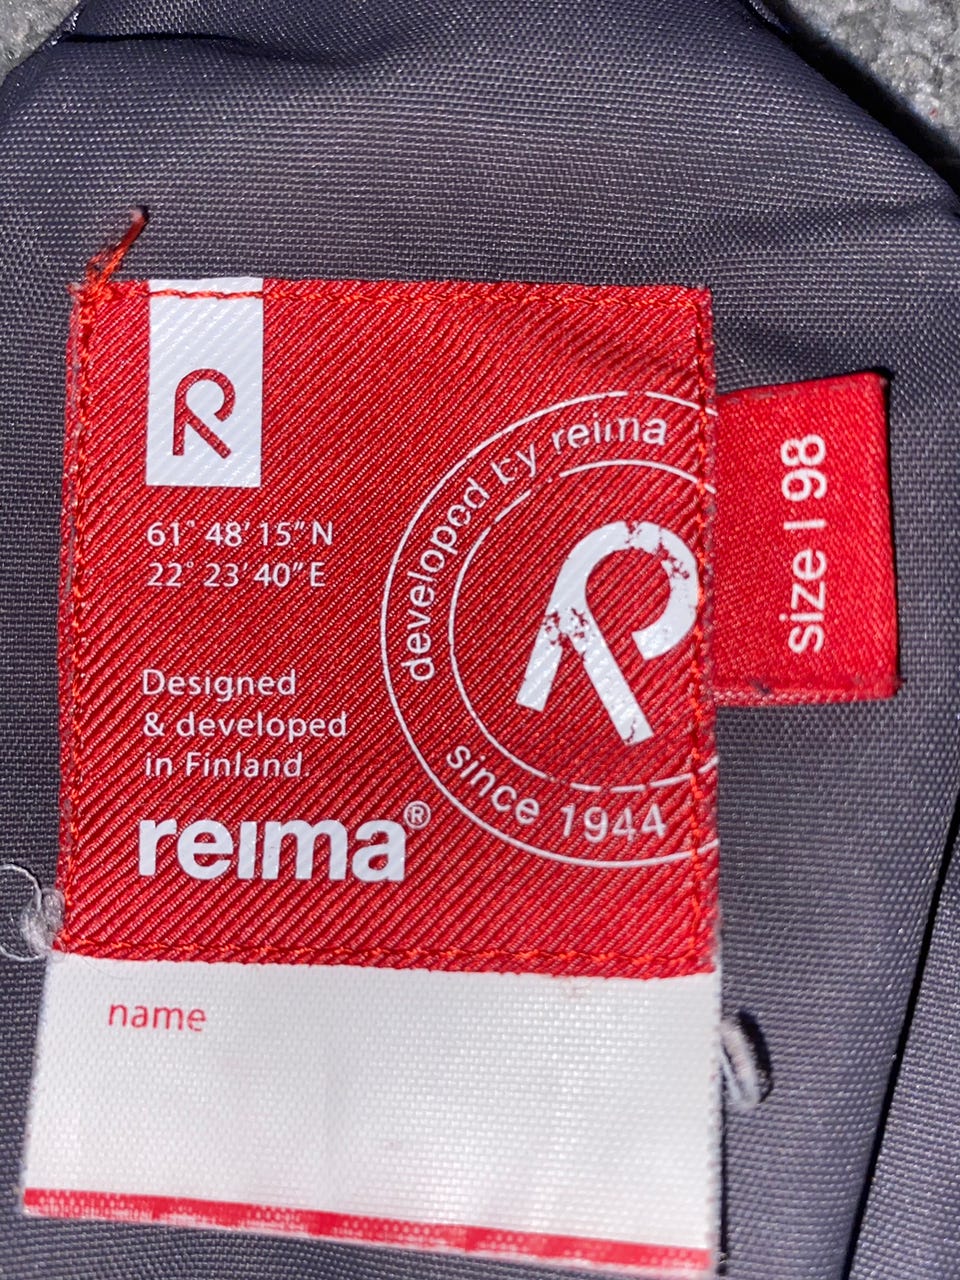 R
61° 48' 15" N
22° 23' 40" E
Designed
& developed
in Finland.
reima®
developed by reima
R
since 1944
size | 98
name